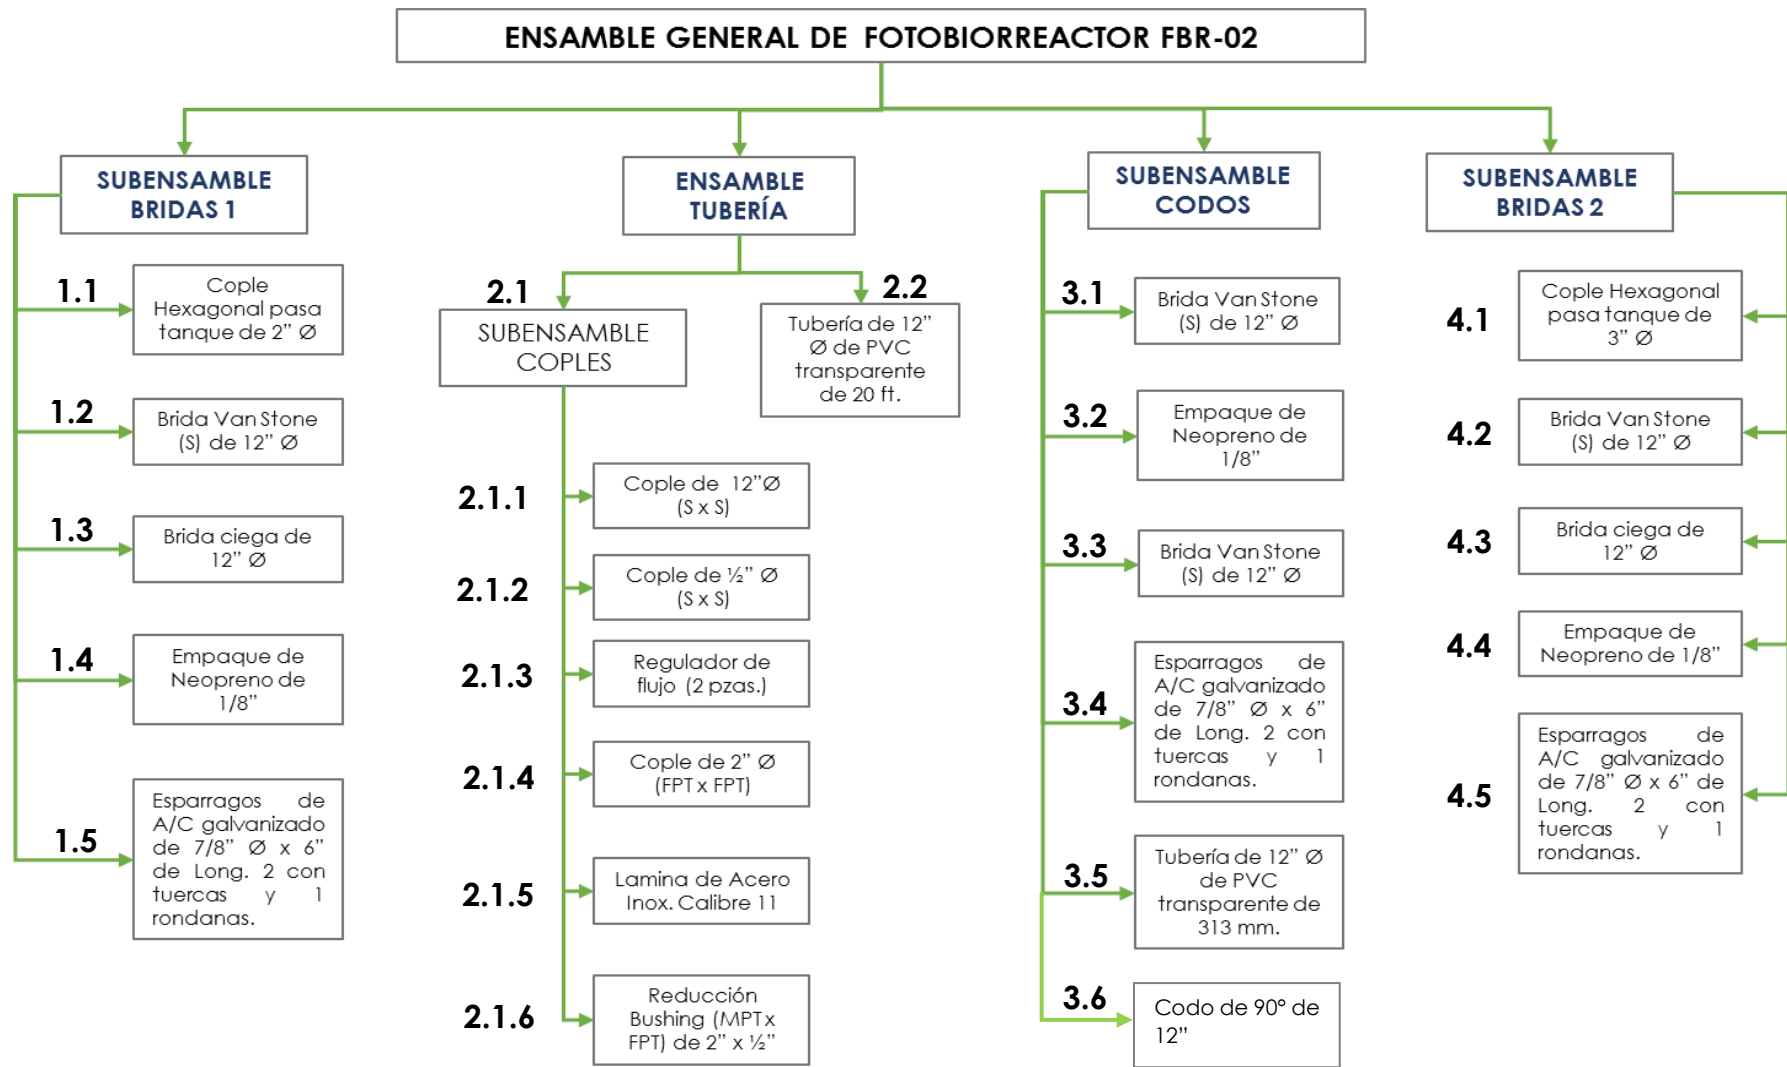 ENSAMBLE GENERAL DE FOTOBIORREACTOR FBR-02
SUBENSAMBLE
BRIDAS 1
1.1
Cople
Hexagonal pasa
tanque de 2” Ø
1.2
Brida Van Stone
(S) de 12” Ø
1.3
Brida ciega de
12” Ø
1.4
Empaque de
Neopreno de
1/8”
1.5
Esparragos de
A/C galvanizado
de 7/8” Ø x 6”
de Long. 2 con
tuercas y 1
rondanas.
ENSAMBLE
TUBERÍA
2.1
SUBENSAMBLE
COPLES
2.2
Tubería de 12”
Ø de PVC
transparente
de 20 ft.
2.1.1
Cople de 12”Ø
(S x S)
2.1.2
Cople de ½” Ø
(S x S)
2.1.3
Regulador de
flujo (2 pzas.)
2.1.4
Cople de 2” Ø
(FPT x FPT)
2.1.5
Lamina de Acero
Inox. Calibre 11
2.1.6
Reducción
Bushing (MPT x
FPT) de 2” x ½”
SUBENSAMBLE
CODOS
3.1
Brida Van Stone
(S) de 12” Ø
3.2
Empaque de
Neopreno de
1/8”
3.3
Brida Van Stone
(S) de 12” Ø
3.4
Esparragos de
A/C galvanizado
de 7/8” Ø x 6”
de Long. 2 con
tuercas y 1
rondanas.
3.5
Tubería de 12” Ø
de PVC
transparente de
313 mm.
3.6
Codo de 90° de
12”
SUBENSAMBLE
BRIDAS 2
4.1
Cople Hexagonal
pasa tanque de
3” Ø
4.2
Brida Van Stone
(S) de 12” Ø
4.3
Brida ciega de
12” Ø
4.4
Empaque de
Neopreno de 1/8”
4.5
Esparragos de
A/C galvanizado
de 7/8” Ø x 6” de
Long. 2 con
tuercas y 1
rondanas.